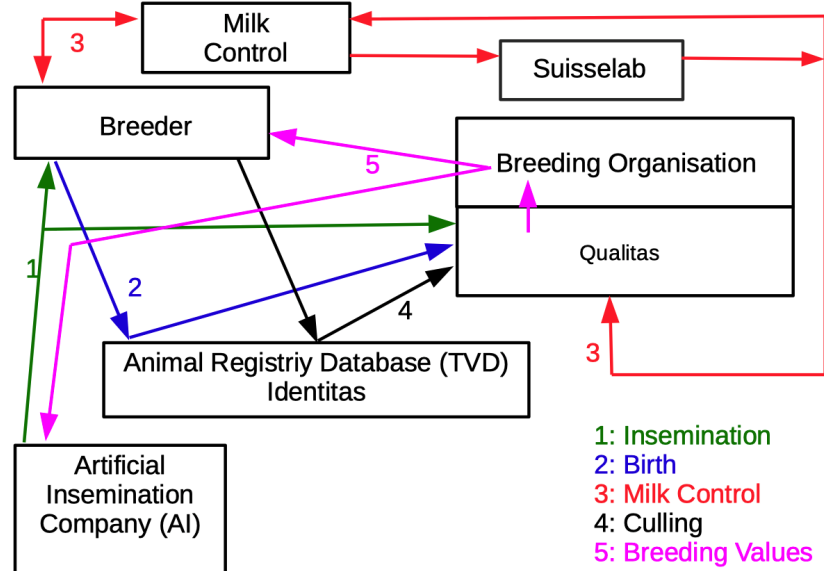 3
Milk
Control
Suisselab
Breeder
5
Breeding Organisation
Qualitas
1
2
4
3
Animal Registriy Database (TVD)
Identitas
Artificial
Insemination
Company (AI)
1: Insemination
2: Birth
3: Milk Control
4: Culling
5: Breeding Values